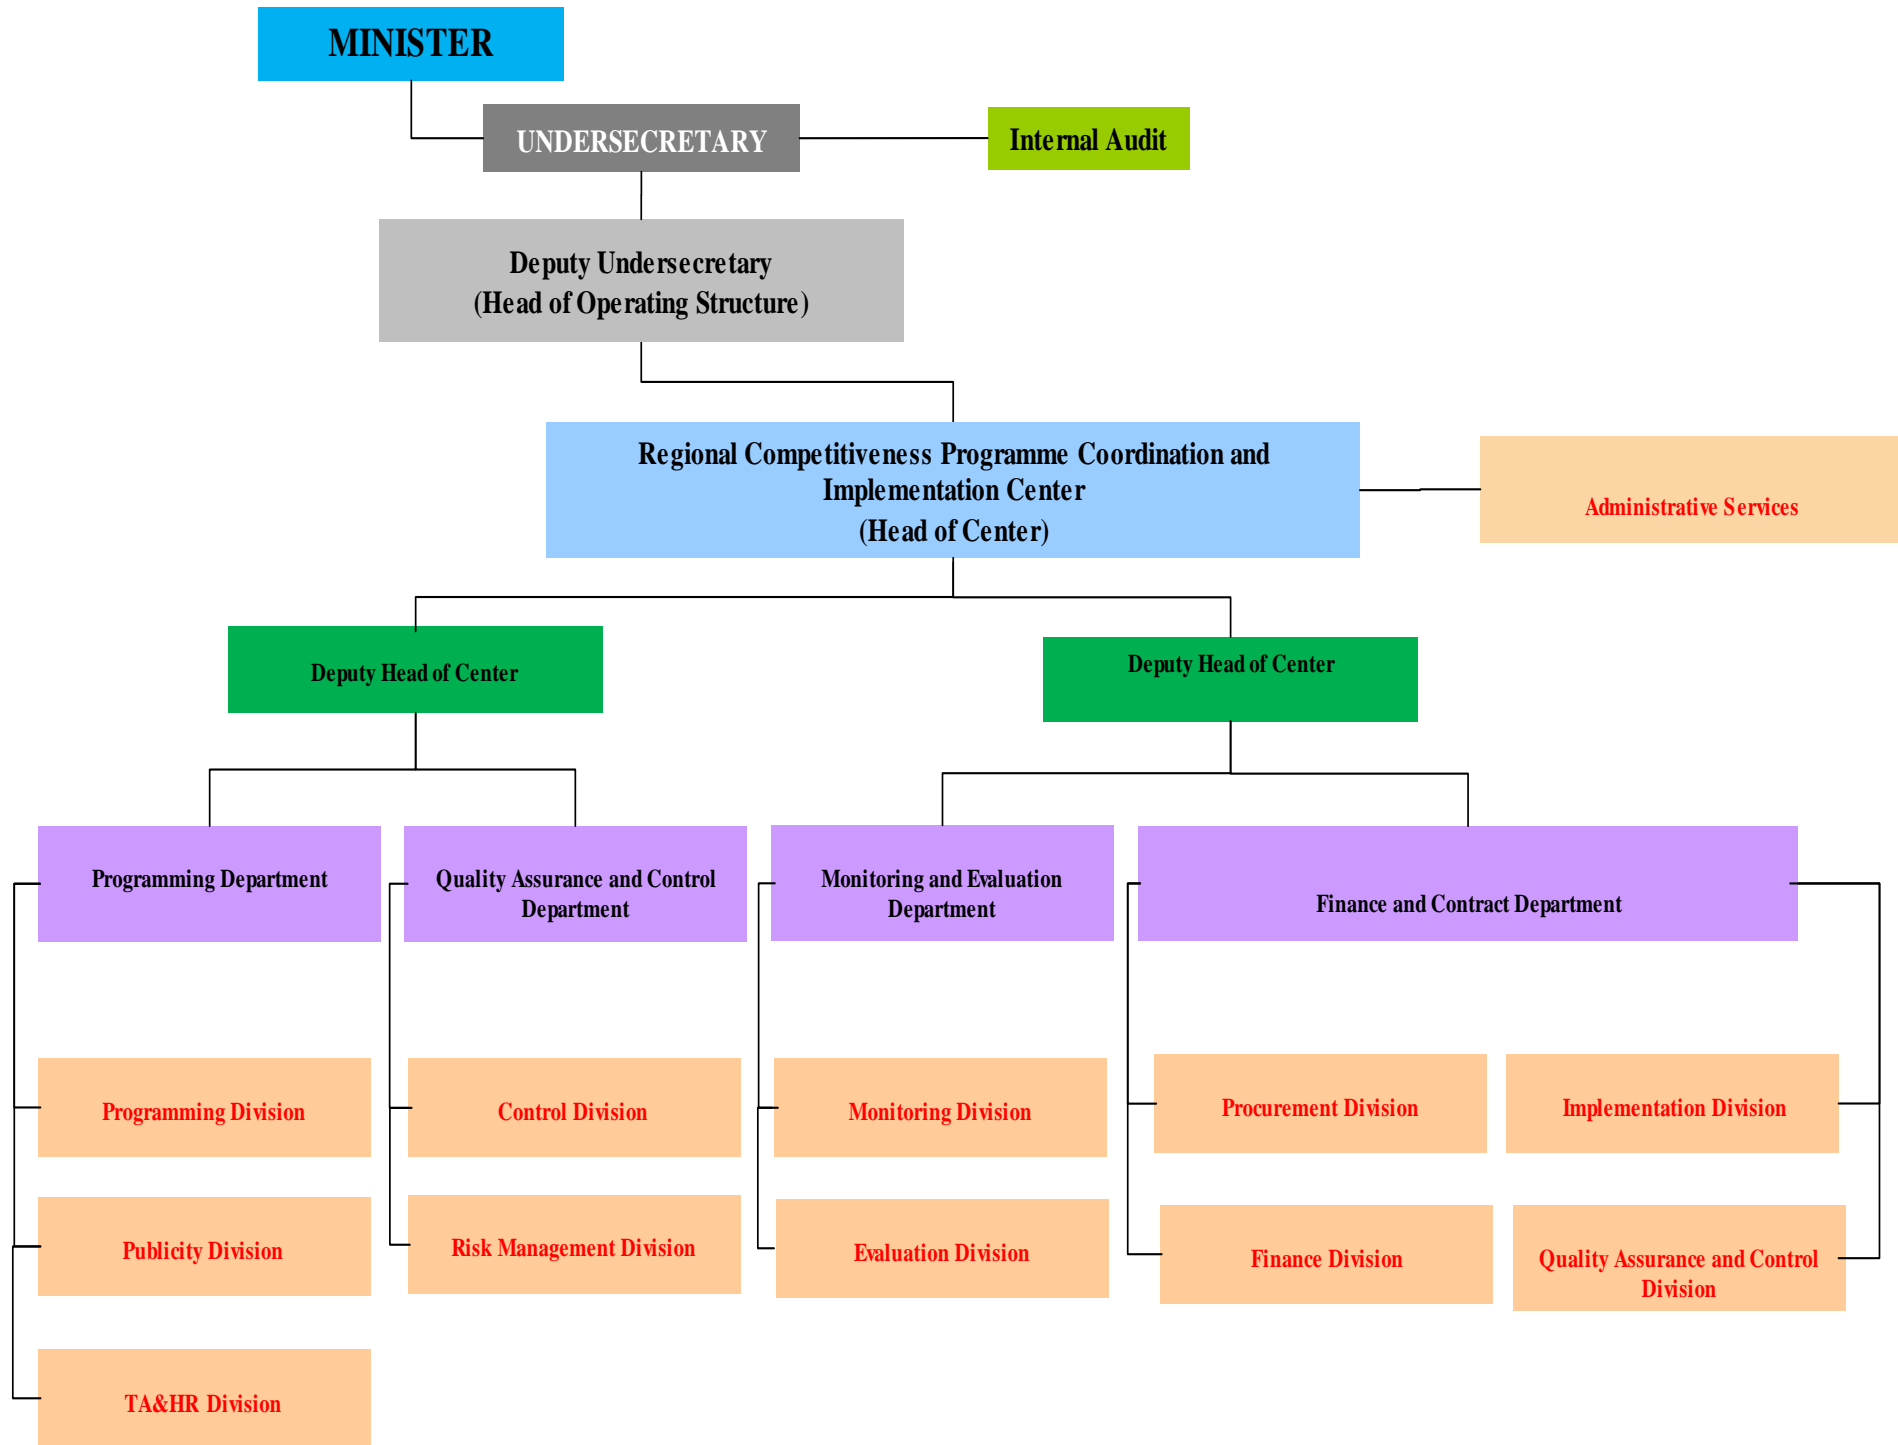 MINISTER
UNDERSECRETARY
Internal Audit
Deputy Undersecretary
(Head of Operating Structure)
Regional Competitiveness Programme Coordination and
Implementation Center
(Head of Center)
Administrative Services
Deputy Head of Center
Deputy Head of Center
Programming Department
Quality Assurance and Control
Department
Monitoring and Evaluation
Department
Finance and Contract Department
Programming Division
Control Division
Monitoring Division
Procurement Division
Implementation Division
Publicity Division
Risk Management Division
Evaluation Division
Finance Division
Quality Assurance and Control
Division
TA&HR Division